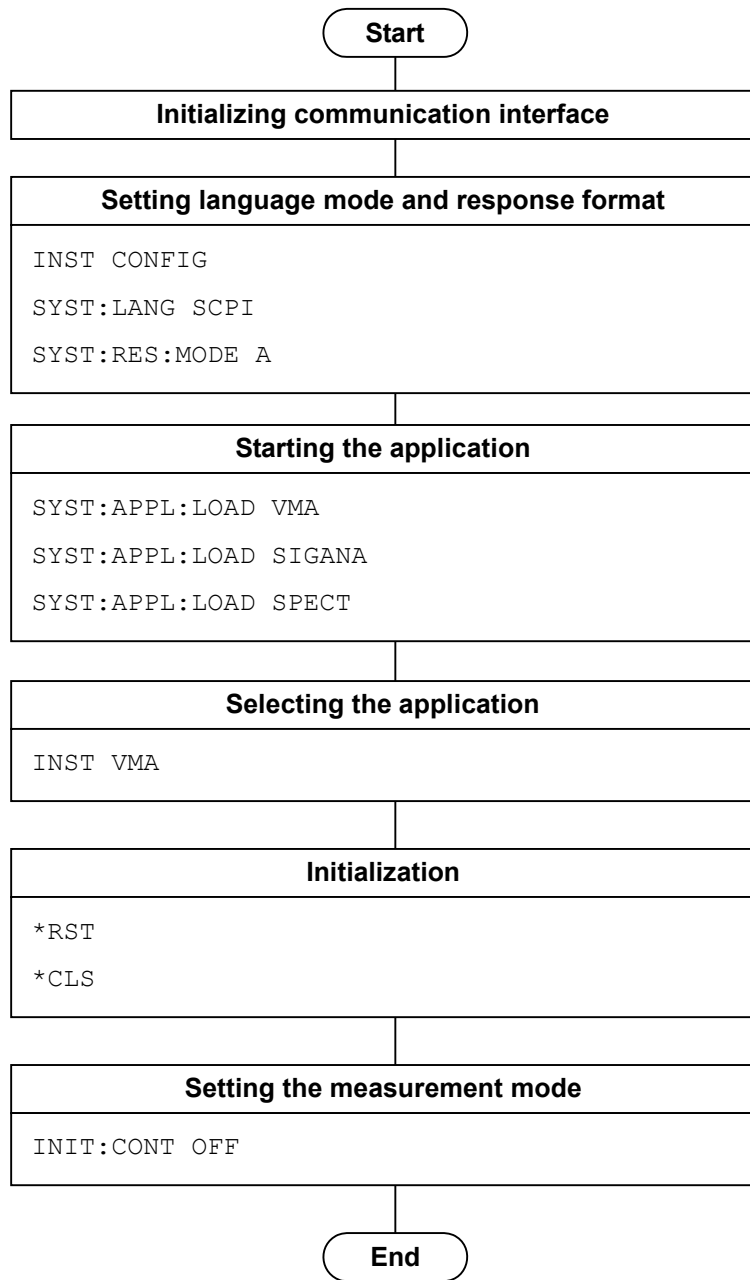 Start
Initializing communication interface
Setting language mode and response format
INST CONFIG
SYST:LANG SCPI
SYST:RES:MODE A
Starting the application
SYST:APPL:LOAD VMA
SYST:APPL:LOAD SIGANA
SYST:APPL:LOAD SPECT
Selecting the application
INST VMA
Initialization
*RST
*CLS
Setting the measurement mode
INIT:CONT OFF
End